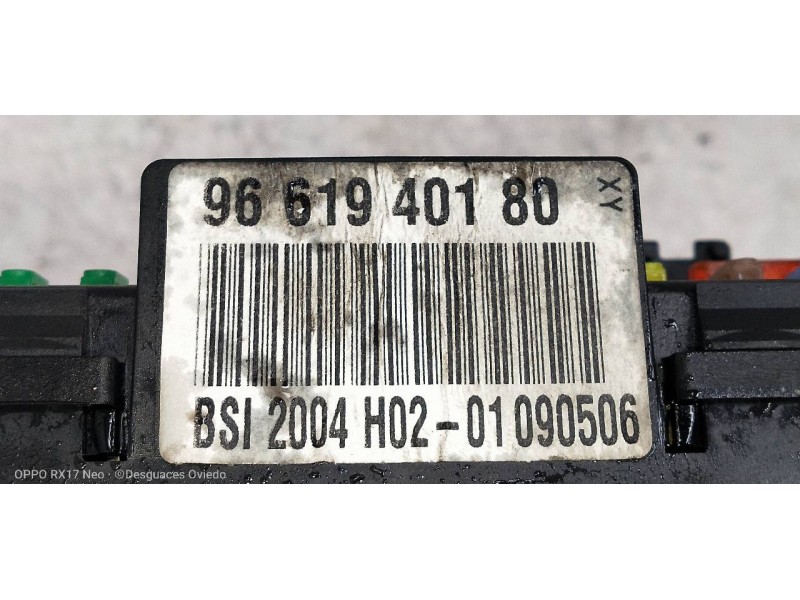 96 619 401 80
XY
BSI 2004 H02-01 090506
OPPO RX17 Neo · ©Desguaces Oviedo